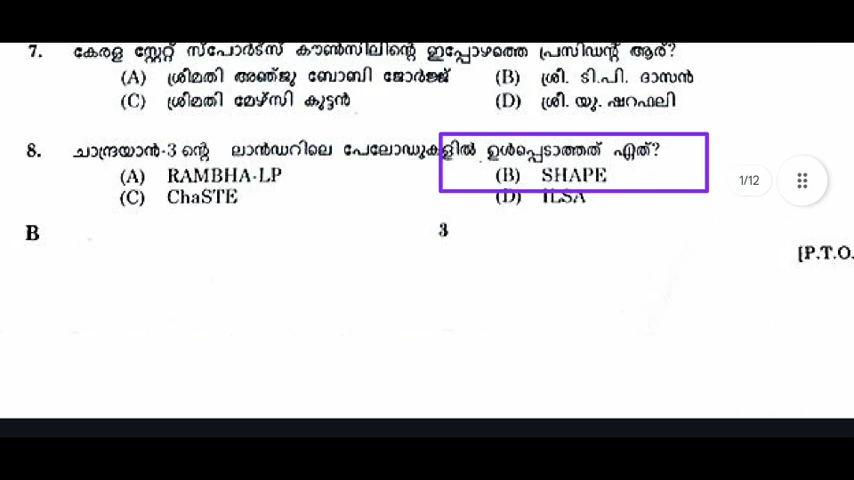 7. കേരള സ്റ്റേറ്റ് സ്പോർട്സ് കൗൺസിലിന്റെ ഇപ്പോഴത്തെ പ്രസിഡന്റ് ആര്?
(A) ശ്രീമതി അഞ്ജു ബോബി ജോർജ്ജ് (B) ശ്രീ. ടി.പി. ദാസൻ
(C) ശ്രീമതി മേഴ്സി കുട്ടൻ (D) ശ്രീ. യു. ഷറഫലി
8. ചാന്ദ്രയാൻ-3 ന്റെ ലാൻഡറിലെ പേലോഡുകളിൽ ഉൾപ്പെടാത്തത് ഏത്?
(A) RAMBHA-LP (B) SHAPE
(C) ChaSTE (D) ILSA
1/12
B 3
[P.T.O.